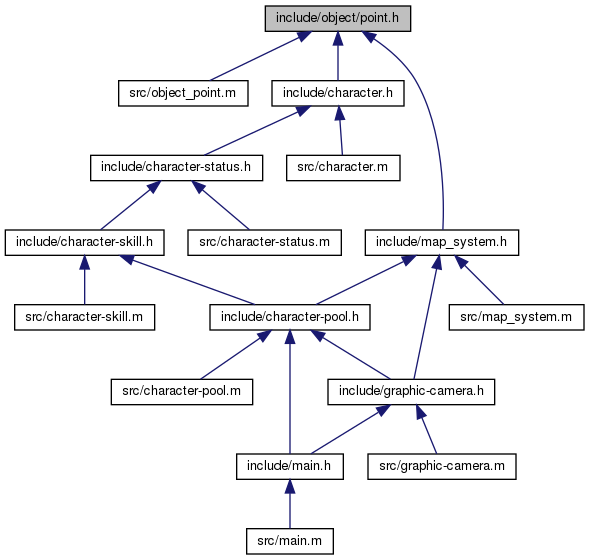 include/object/point.h
src/object_point.m
include/character.h
include/character-status.h
src/character.m
include/character-skill.h
src/character-status.m
include/map_system.h
src/character-skill.m
include/character-pool.h
src/map_system.m
src/character-pool.m
include/graphic-camera.h
include/main.h
src/graphic-camera.m
src/main.m